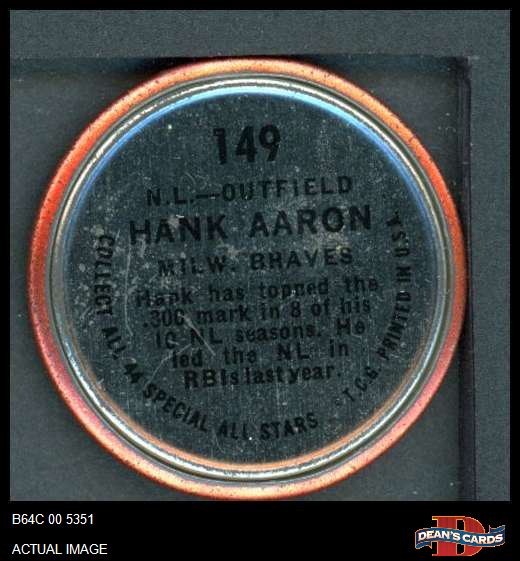 149
N.L.—OUTFIELD
HANK AARON
MILW. BRAVES
Hank has topped the
.300 mark in 8 of his
10 NL seasons. He
led the NL in
RBIs last year.
COLLECT ALL 44 SPECIAL ALL STARS
T.C.G. PRINTED IN U.S.A.
B64C 00 5351
ACTUAL IMAGE
D
DEAN'S CARDS